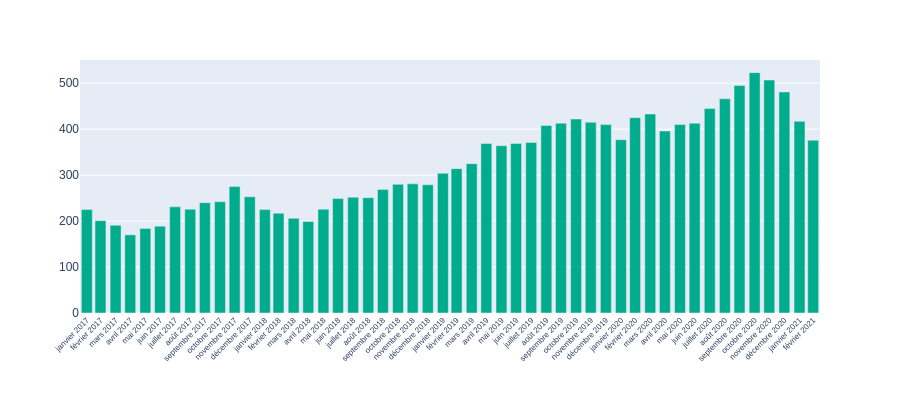 500
400
300
200
100
0
janvier 2017
février 2017
mars 2017
avril 2017
mai 2017
juin 2017
juillet 2017
août 2017
septembre 2017
octobre 2017
novembre 2017
décembre 2017
janvier 2018
février 2018
mars 2018
avril 2018
mai 2018
juin 2018
juillet 2018
août 2018
septembre 2018
octobre 2018
novembre 2018
décembre 2018
janvier 2019
février 2019
mars 2019
avril 2019
mai 2019
juin 2019
juillet 2019
août 2019
septembre 2019
octobre 2019
novembre 2019
décembre 2019
janvier 2020
février 2020
mars 2020
avril 2020
mai 2020
juin 2020
juillet 2020
août 2020
septembre 2020
octobre 2020
novembre 2020
décembre 2020
janvier 2021
février 2021